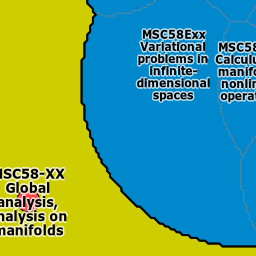 MSC58Exx
Variational
problems in
infinite-
dimensional
spaces
MSC58
Calculu
manifo
nonlin
operat
MSC58-XX
Global
analysis,
analysis on
manifolds